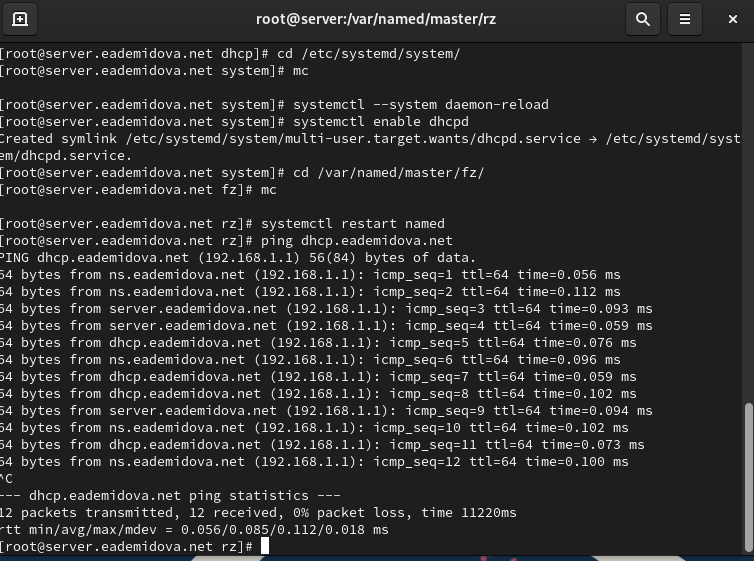 root@server:/var/named/master/rz
[root@server.eademidova.net dhcp]# cd /etc/systemd/system/
[root@server.eademidova.net system]# mc
[root@server.eademidova.net system]# systemctl --system daemon-reload
[root@server.eademidova.net system]# systemctl enable dhcpd
Created symlink /etc/systemd/system/multi-user.target.wants/dhcpd.service → /etc/systemd/syst
em/dhcpd.service.
[root@server.eademidova.net system]# cd /var/named/master/fz/
[root@server.eademidova.net fz]# mc
[root@server.eademidova.net rz]# systemctl restart named
[root@server.eademidova.net rz]# ping dhcp.eademidova.net
PING dhcp.eademidova.net (192.168.1.1) 56(84) bytes of data.
64 bytes from ns.eademidova.net (192.168.1.1): icmp_seq=1 ttl=64 time=0.056 ms
64 bytes from ns.eademidova.net (192.168.1.1): icmp_seq=2 ttl=64 time=0.112 ms
64 bytes from server.eademidova.net (192.168.1.1): icmp_seq=3 ttl=64 time=0.093 ms
64 bytes from server.eademidova.net (192.168.1.1): icmp_seq=4 ttl=64 time=0.059 ms
64 bytes from dhcp.eademidova.net (192.168.1.1): icmp_seq=5 ttl=64 time=0.076 ms
64 bytes from ns.eademidova.net (192.168.1.1): icmp_seq=6 ttl=64 time=0.096 ms
64 bytes from dhcp.eademidova.net (192.168.1.1): icmp_seq=7 ttl=64 time=0.059 ms
64 bytes from dhcp.eademidova.net (192.168.1.1): icmp_seq=8 ttl=64 time=0.102 ms
64 bytes from server.eademidova.net (192.168.1.1): icmp_seq=9 ttl=64 time=0.094 ms
64 bytes from ns.eademidova.net (192.168.1.1): icmp_seq=10 ttl=64 time=0.102 ms
64 bytes from dhcp.eademidova.net (192.168.1.1): icmp_seq=11 ttl=64 time=0.073 ms
64 bytes from ns.eademidova.net (192.168.1.1): icmp_seq=12 ttl=64 time=0.100 ms
^C
--- dhcp.eademidova.net ping statistics ---
12 packets transmitted, 12 received, 0% packet loss, time 11220ms
rtt min/avg/max/mdev = 0.056/0.085/0.112/0.018 ms
[root@server.eademidova.net rz]#